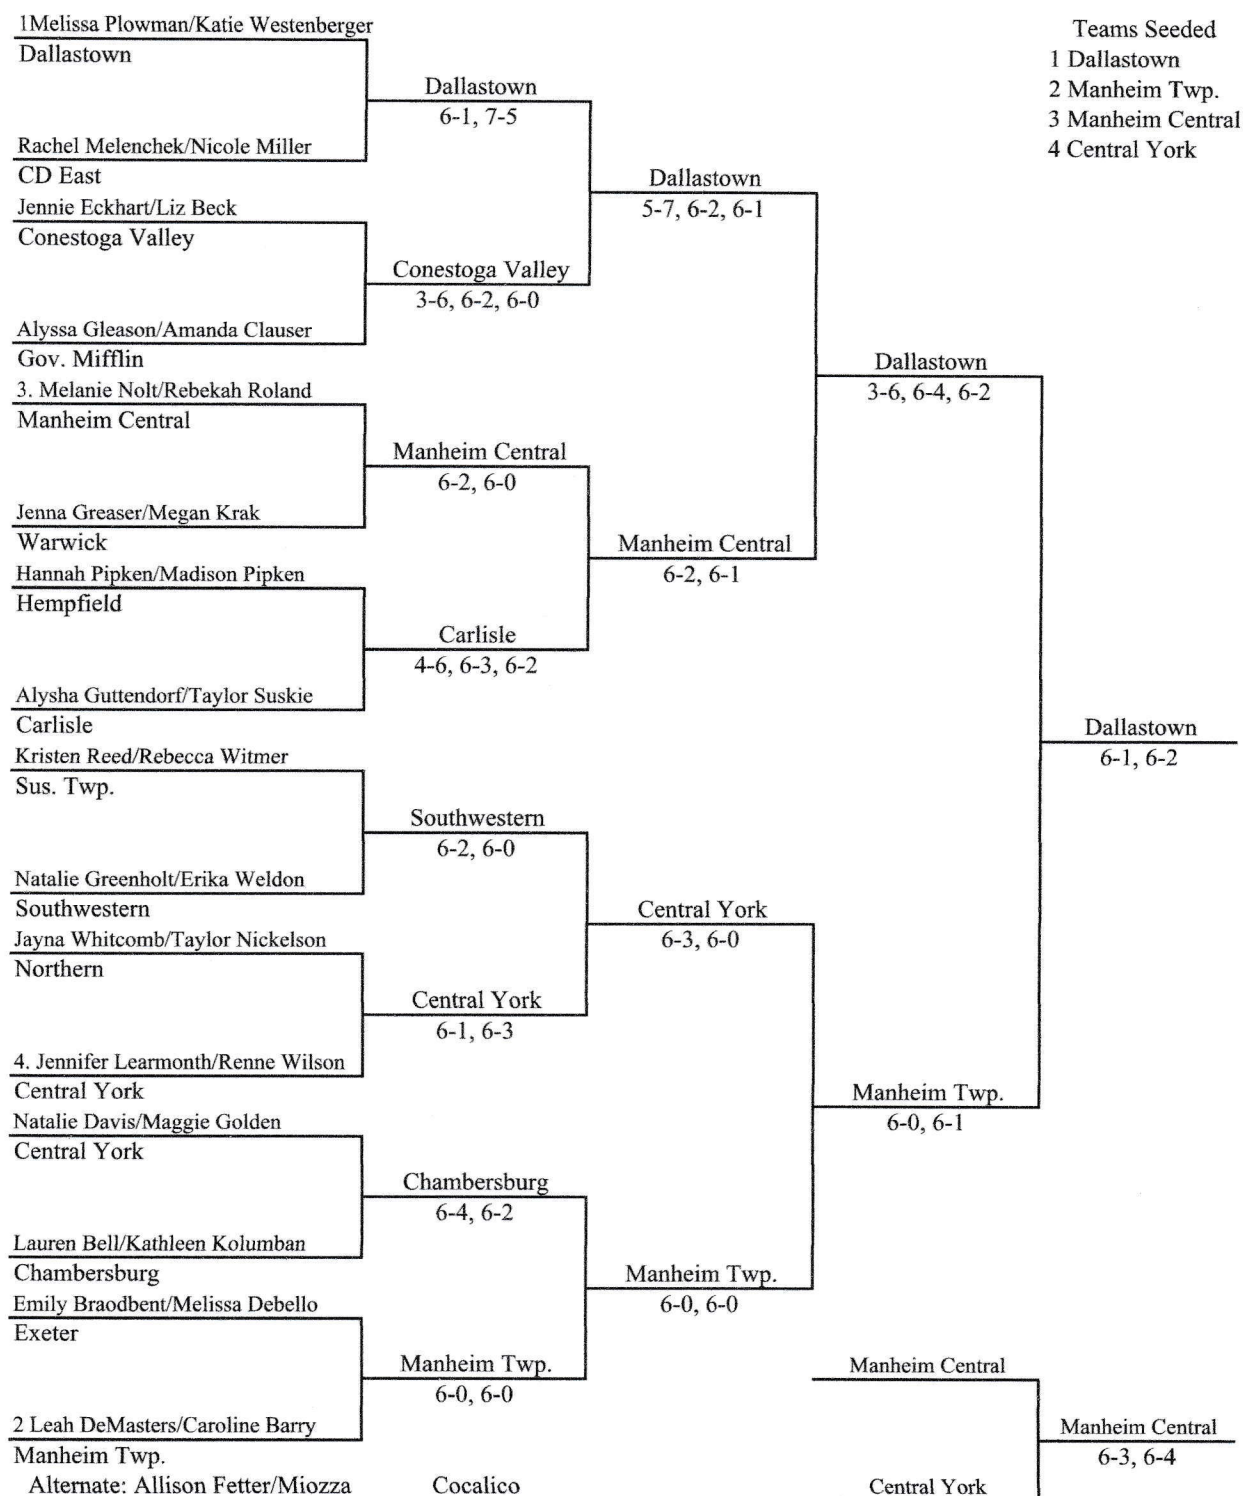 1Melissa Plowman/Katie Westenberger
Dallastown
Rachel Melenchek/Nicole Miller
CD East
Jennie Eckhart/Liz Beck
Conestoga Valley
Alyssa Gleason/Amanda Clauser
Gov. Mifflin
3. Melanie Nolt/Rebekah Roland
Manheim Central
Jenna Greaser/Megan Krak
Warwick
Hannah Pipken/Madison Pipken
Hempfield
Alysha Guttendorf/Taylor Suskie
Carlisle
Kristen Reed/Rebecca Witmer
Sus. Twp.
Natalie Greenholt/Erika Weldon
Southwestern
Jayna Whitcomb/Taylor Nickelson
Northern
4. Jennifer Learmonth/Renne Wilson
Central York
Natalie Davis/Maggie Golden
Central York
Lauren Bell/Kathleen Kolumban
Chambersburg
Emily Braodbent/Melissa Debello
Exeter
2 Leah DeMasters/Caroline Barry
Manheim Twp.
Alternate: Allison Fetter/Miozza Cocalico
Dallastown
6-1, 7-5
Conestoga Valley
3-6, 6-2, 6-0
Manheim Central
6-2, 6-0
Carlisle
4-6, 6-3, 6-2
Southwestern
6-2, 6-0
Central York
6-1, 6-3
Chambersburg
6-4, 6-2
Manheim Twp.
6-0, 6-0
Dallastown
5-7, 6-2, 6-1
Manheim Central
6-2, 6-1
Central York
6-3, 6-0
Manheim Twp.
6-0, 6-0
Dallastown
3-6, 6-4, 6-2
Manheim Twp.
6-0, 6-1
Dallastown
6-1, 6-2
Teams Seeded
1 Dallastown
2 Manheim Twp.
3 Manheim Central
4 Central York
Manheim Central
Central York
Manheim Central
6-3, 6-4